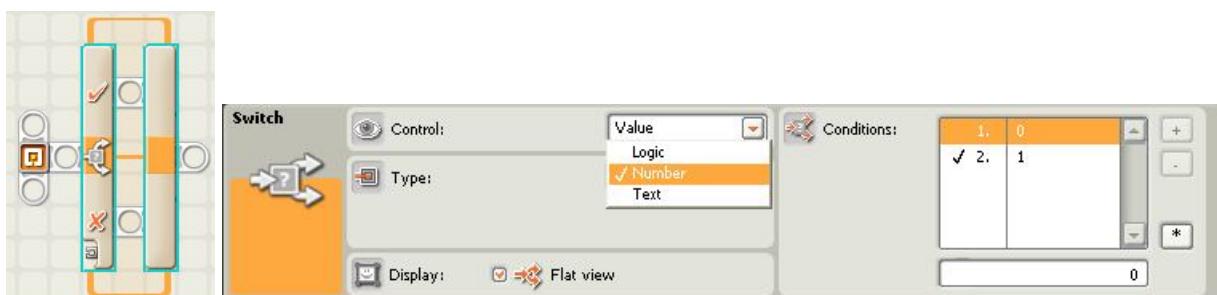 Switch
Control:
Value
Logic
✓ Number
Text
Type:
Display:
Flat view
Conditions:
1. 0
✓ 2. 1
+
-
*
0